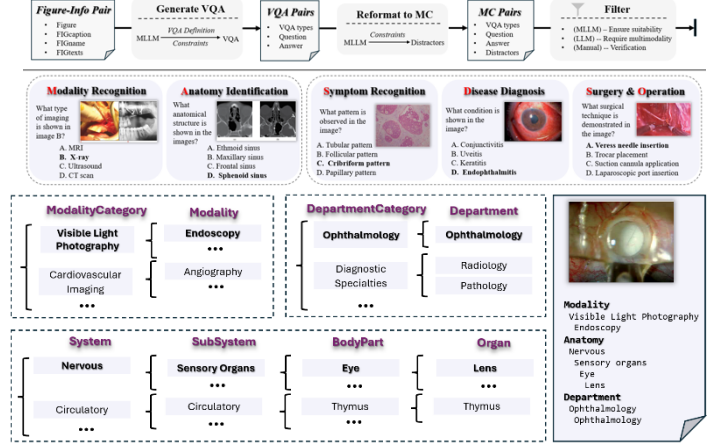 Figure-Info Pair
• Figure
• FIGcaption
• FIGname
• FIGtexts
Generate VQA
VQA Definition
MLLM
VQA
Constraints
VQA Pairs
• VQA types
• Question
• Answer
Reformat to MC
Constraints
MLLM
Distractors
MC Pairs
• VQA types
• Question
• Answer
• Distractors
Filter
• (MLLM) -- Ensure suitability
• (LLM) -- Require multimodality
• (Manual) -- Verification
Modality Recognition
What type of imaging is shown in image B?
A. MRI
B. X-ray
C. Ultrasound
D. CT scan
Anatomy Identification
What anatomical structure is shown in the images?
A. Ethmoid sinus
B. Maxillary sinus
C. Frontal sinus
D. Sphenoid sinus
Symptom Recognition
What pattern is observed in the image?
A. Tubular pattern
B. Follicular pattern
C. Cribriform pattern
D. Papillary pattern
Disease Diagnosis
What condition is shown in the image?
A. Conjunctivitis
B. Uveitis
C. Keratitis
D. Endophthalmitis
Surgery & Operation
What surgical technique is demonstrated in the image?
A. Veress needle insertion
B. Trocar placement
C. Suction cannula application
D. Laparoscopic port insertion
ModalityCategory
Modality
Visible Light Photography
Endoscopy
•••
Cardiovascular Imaging
Angiography
•••
•••
DepartmentCategory
Department
Ophthalmology
Ophthalmology
Diagnostic Specialties
Radiology
Pathology
•••
System
SubSystem
BodyPart
Organ
Nervous
Sensory Organs
Eye
Lens
•••
•••
•••
Circulatory
Circulatory
Thymus
Thymus
•••
•••
•••
Modality
Visible Light Photography
Endoscopy
Anatomy
Nervous
Sensory organs
Eye
Lens
Department
Ophthalmology
Ophthalmology